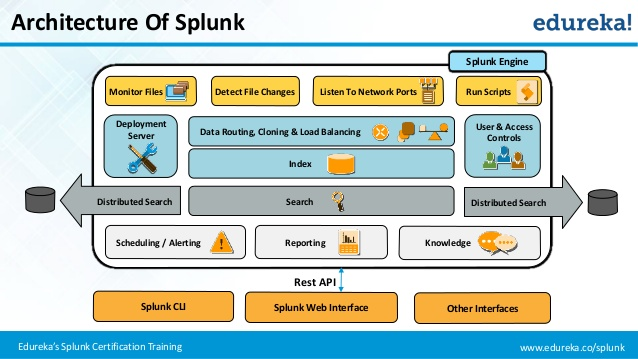 Architecture Of Splunk
edureka!
Splunk Engine
Monitor Files
Detect File Changes
Listen To Network Ports
Run Scripts
Deployment
Server
Data Routing, Cloning & Load Balancing
User & Access
Controls
Index
Distributed Search
Search
Distributed Search
Scheduling / Alerting
Reporting
Knowledge
Rest API
Splunk CLI
Splunk Web Interface
Other Interfaces
Edureka's Splunk Certification Training
www.edureka.co/splunk